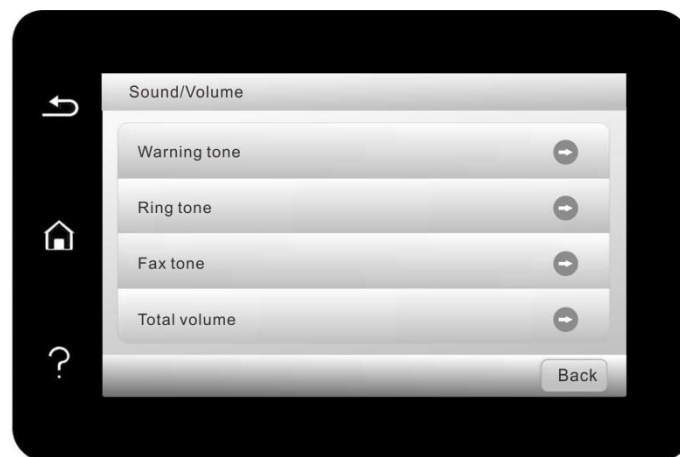 Sound/Volume
Warning tone
Ring tone
Fax tone
Total volume
?
Back